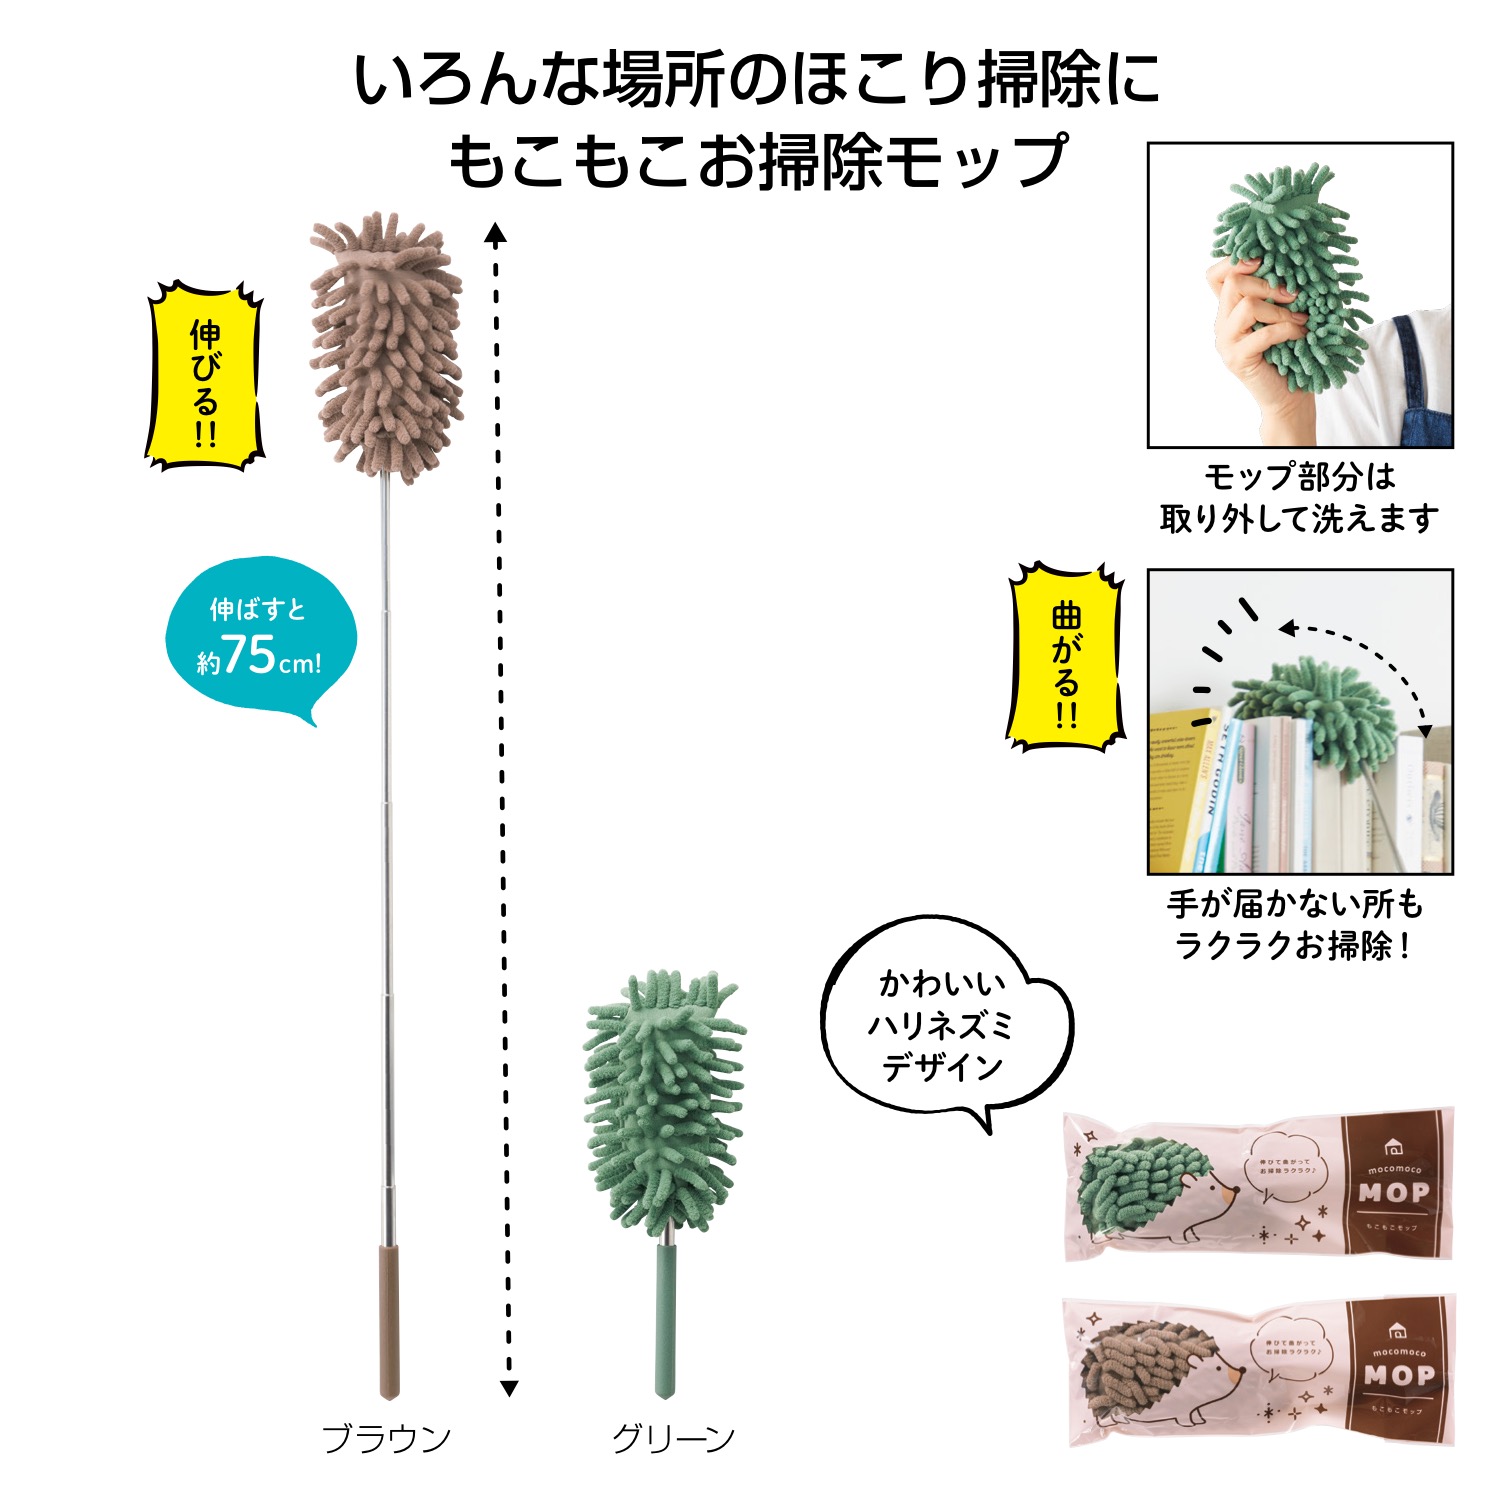 いろんな場所のほこり掃除に
もこもこお掃除モップ
伸びる!!
伸ばすと
約75cm!
モップ部分は
取り外して洗えます
曲がる!!
SETH GODIN
手が届かない所も
ラクラクお掃除!
かわいい
ハリネズミ
デザイン
伸びて曲がって
お掃除ラクラク♪
mocomoco
MOP
もこもこモップ
伸びて曲がって
お掃除ラクラク♪
mocomoco
MOP
もこもこモップ
ブラウン
グリーン